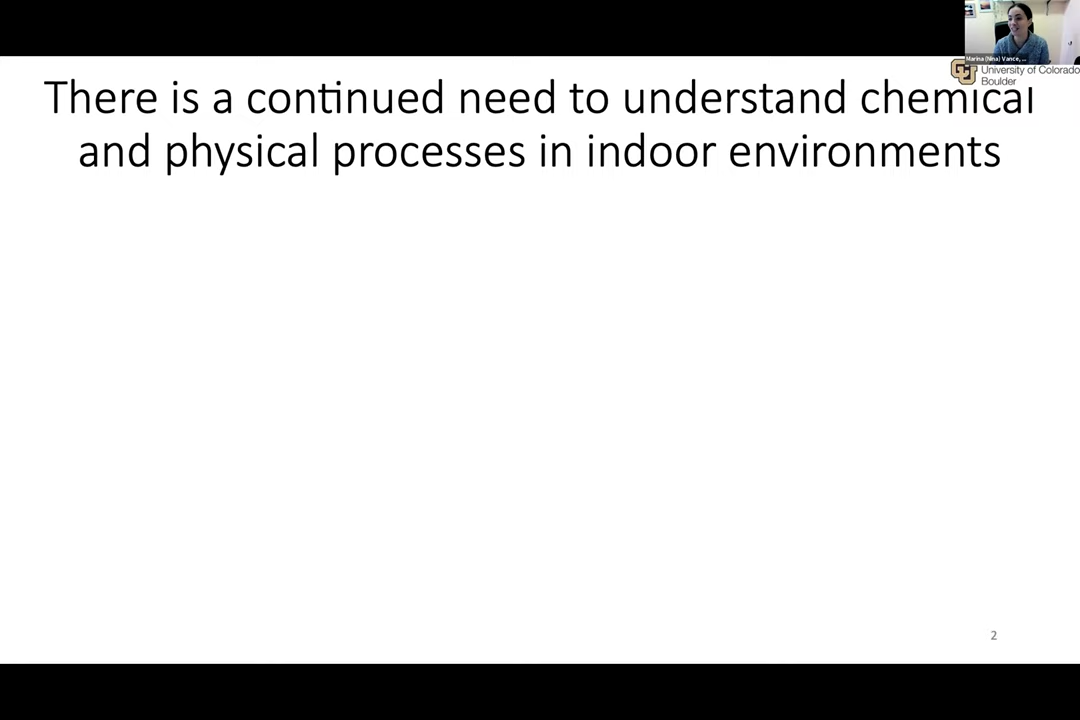 Marina (Nina) Vance, ...
University of Colorado
Boulder
There is a continued need to understand chemical
and physical processes in indoor environments
2